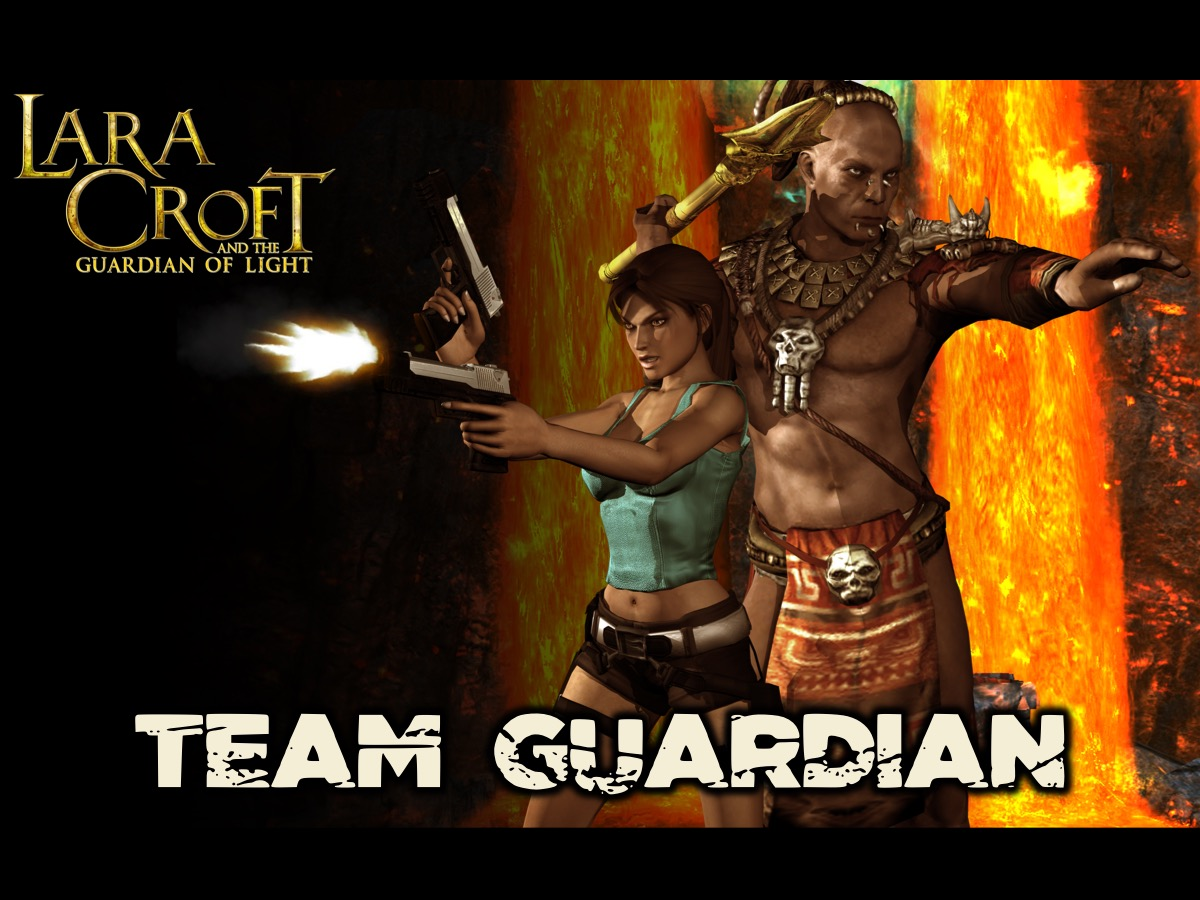 LARA
CROFT
AND THE
GUARDIAN OF LIGHT
TEAM GUARDIAN